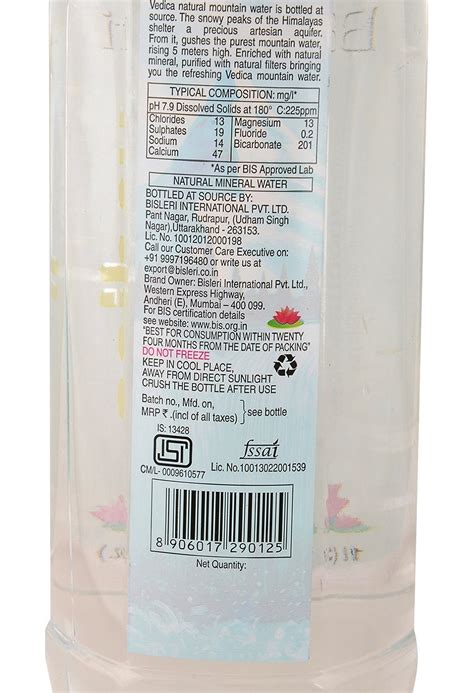 Vedica natural mountain water is bottled at
source. The snowy peaks of the Himalayas
shelter a precious artesian aquifer.
From it, gushes the purest mountain water,
rising 5 meters high. Enriched with natural
mineral, purified with natural filters bringing
you the refreshing Vedica mountain water.
TYPICAL COMPOSITION: mg/l*
pH 7.9 Dissolved Solids at 180° C:225ppm
Chlorides 13 Magnesium 13
Sulphates 19 Fluoride 0.2
Sodium 14 Bicarbonate 201
Calcium 47
*As per BIS Approved Lab
NATURAL MINERAL WATER
BOTTLED AT SOURCE BY:
BISLERI INTERNATIONAL PVT. LTD.
Pant Nagar, Rudrapur, (Udham Singh
Nagar),Uttarakhand - 263153.
Lic. No. 10012012000198
Call our Customer Care Executive on:
+91 9997196480 or write us at
export@bisleri.co.in
Brand Owner: Bisleri International Pvt. Ltd.,
Western Express Highway,
Andheri (E), Mumbai – 400 099.
For BIS certification details
see website: www.bis.org.in
"BEST FOR CONSUMPTION WITHIN TWENTY
FOUR MONTHS FROM THE DATE OF PACKING"
DO NOT FREEZE
KEEP IN COOL PLACE,
AWAY FROM DIRECT SUNLIGHT
CRUSH THE BOTTLE AFTER USE
Batch no., Mfd. on,
MRP ₹ .(incl of all taxes) } see bottle
IS: 13428
ISI
CM/L- 0009610577
fssai
Lic. No.10013022001539
8 906017 290125
Net Quantity: